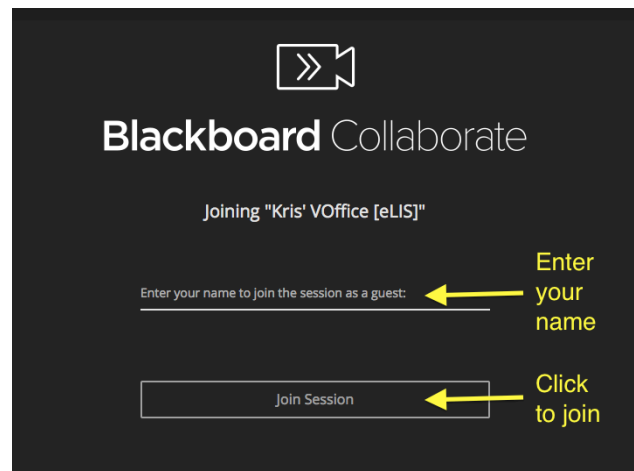 Blackboard Collaborate
Joining "Kris' VOffice [eLIS]"
Enter your name to join the session as a guest:
Enter
your
name
Join Session
Click
to join